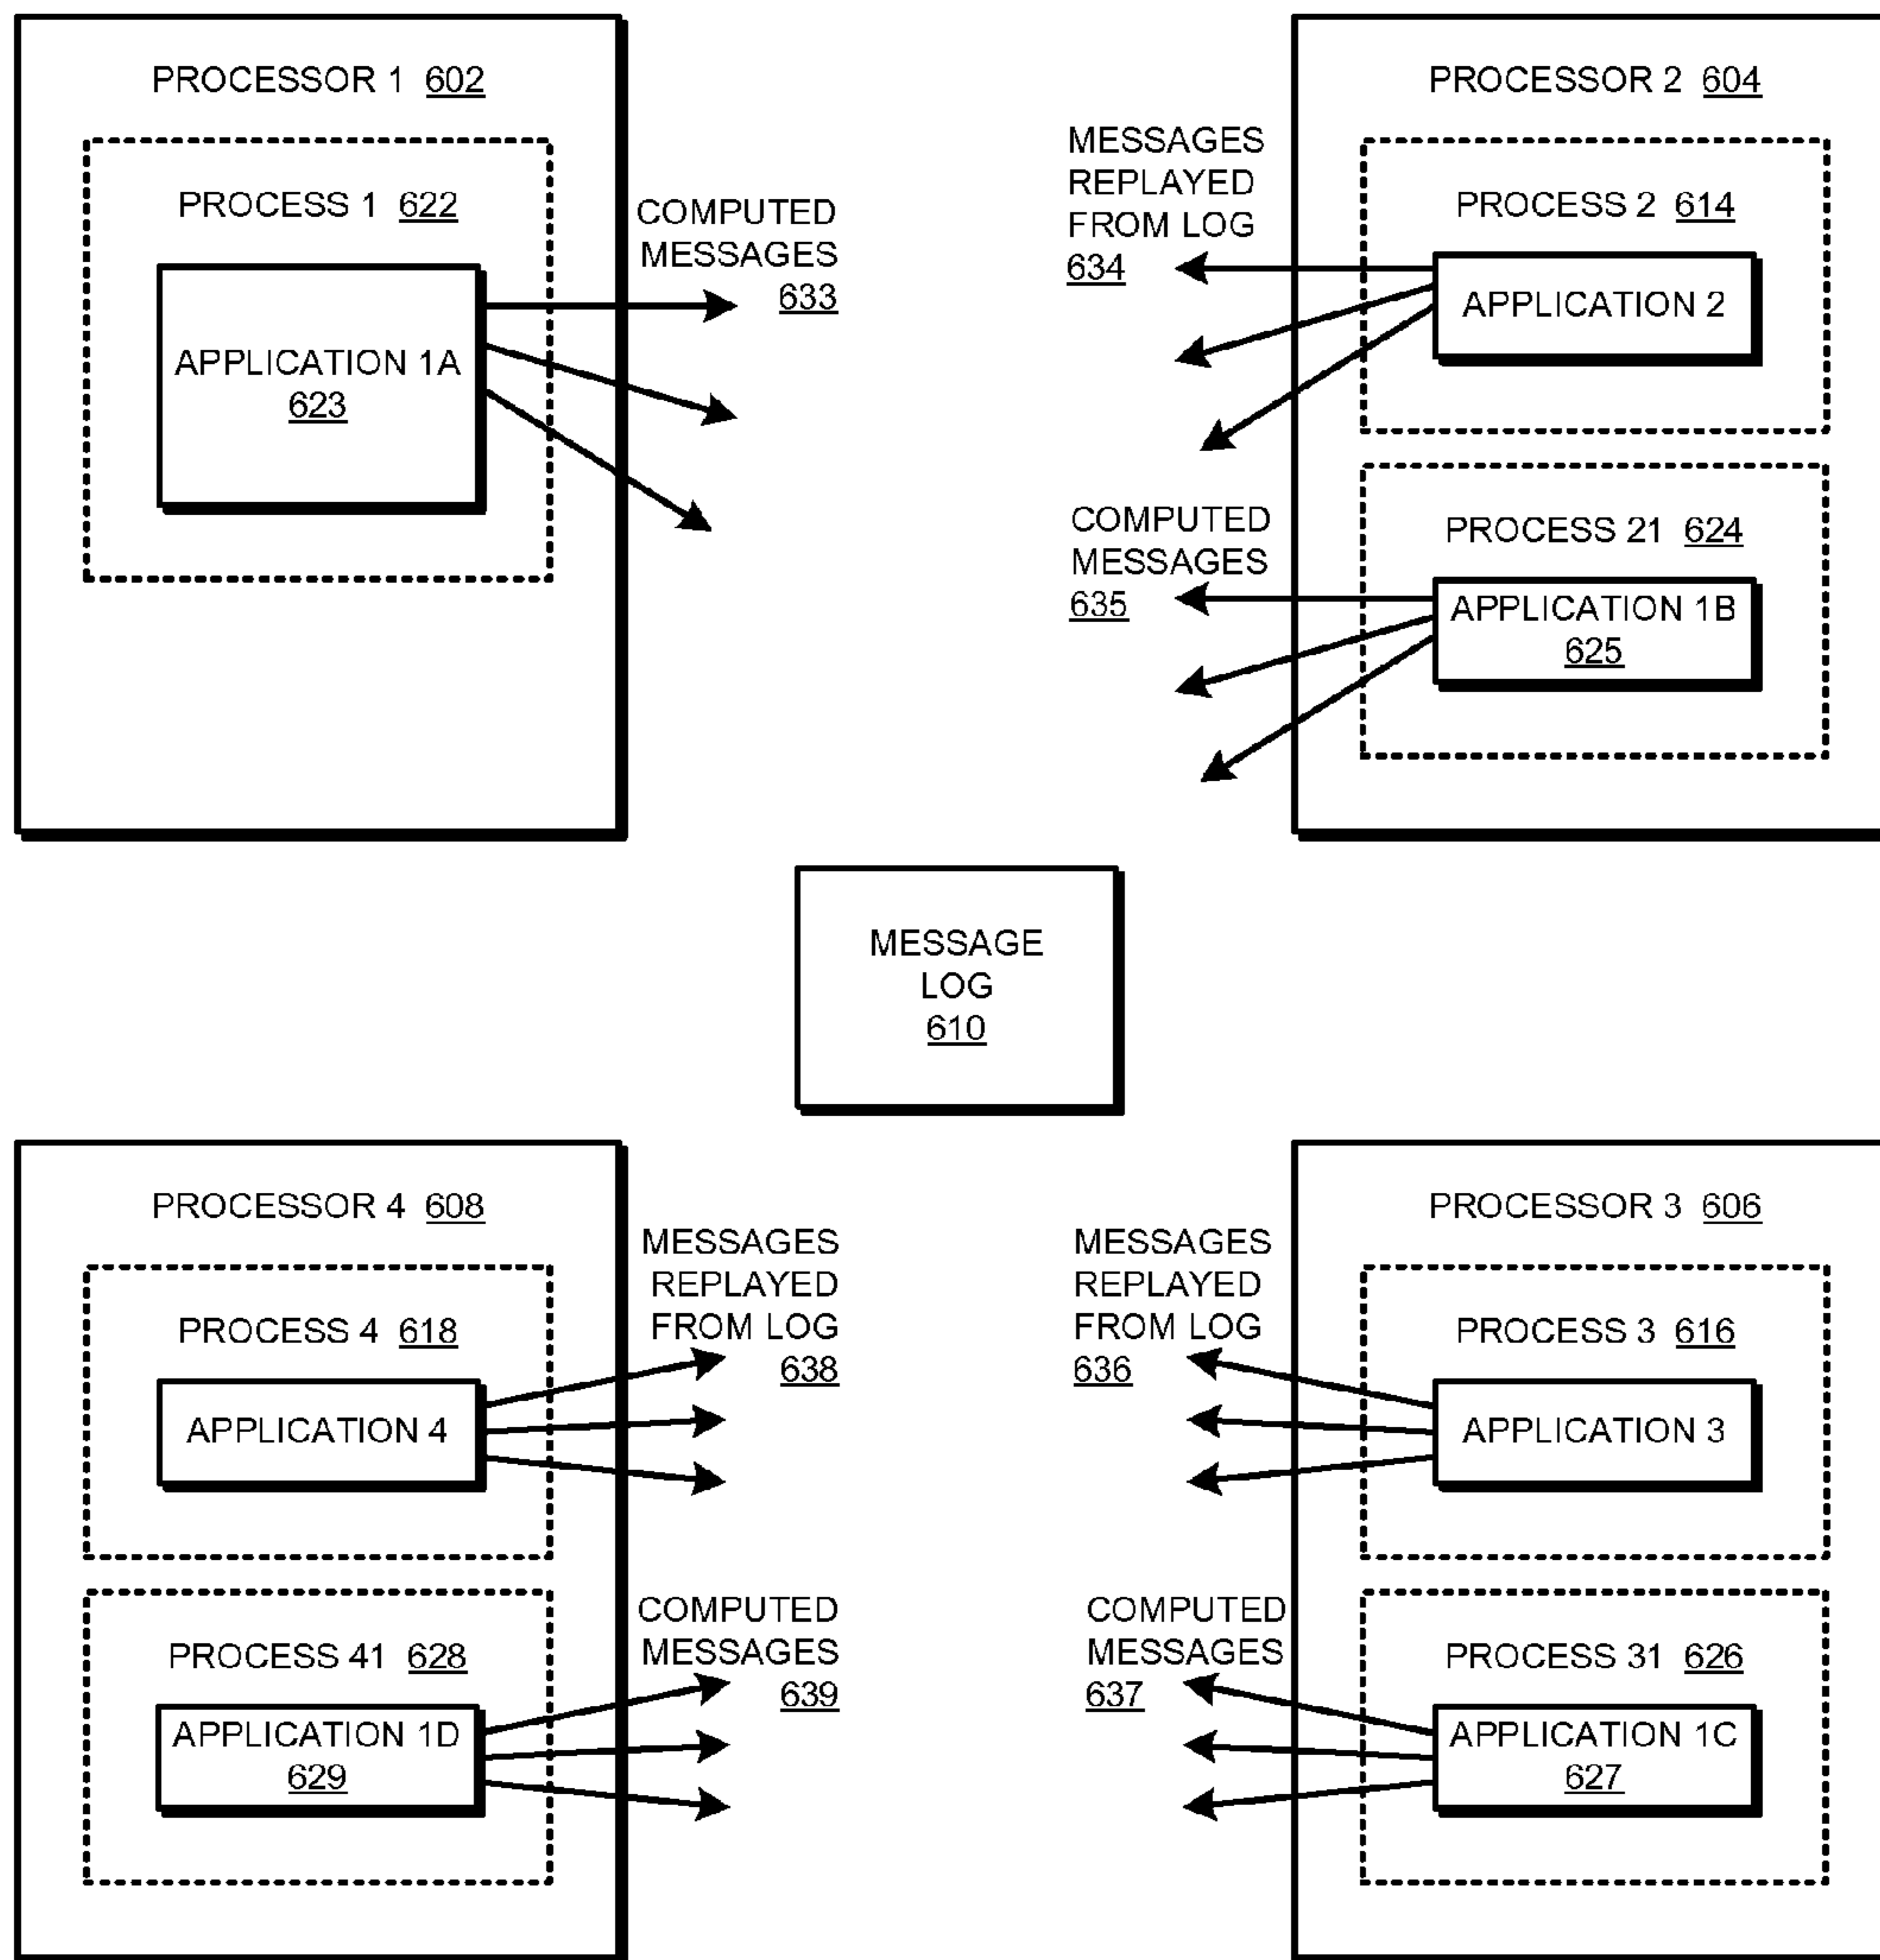 PROCESSOR 1 602
PROCESS 1 622
APPLICATION 1A
623
COMPUTED
MESSAGES
633
PROCESSOR 2 604
MESSAGES
REPLAYED
FROM LOG
634
PROCESS 2 614
APPLICATION 2
COMPUTED
MESSAGES
635
PROCESS 21 624
APPLICATION 1B
625
MESSAGE
LOG
610
PROCESSOR 4 608
PROCESS 4 618
APPLICATION 4
MESSAGES
REPLAYED
FROM LOG
638
PROCESS 41 628
APPLICATION 1D
629
COMPUTED
MESSAGES
639
PROCESSOR 3 606
MESSAGES
REPLAYED
FROM LOG
636
PROCESS 3 616
APPLICATION 3
COMPUTED
MESSAGES
637
PROCESS 31 626
APPLICATION 1C
627